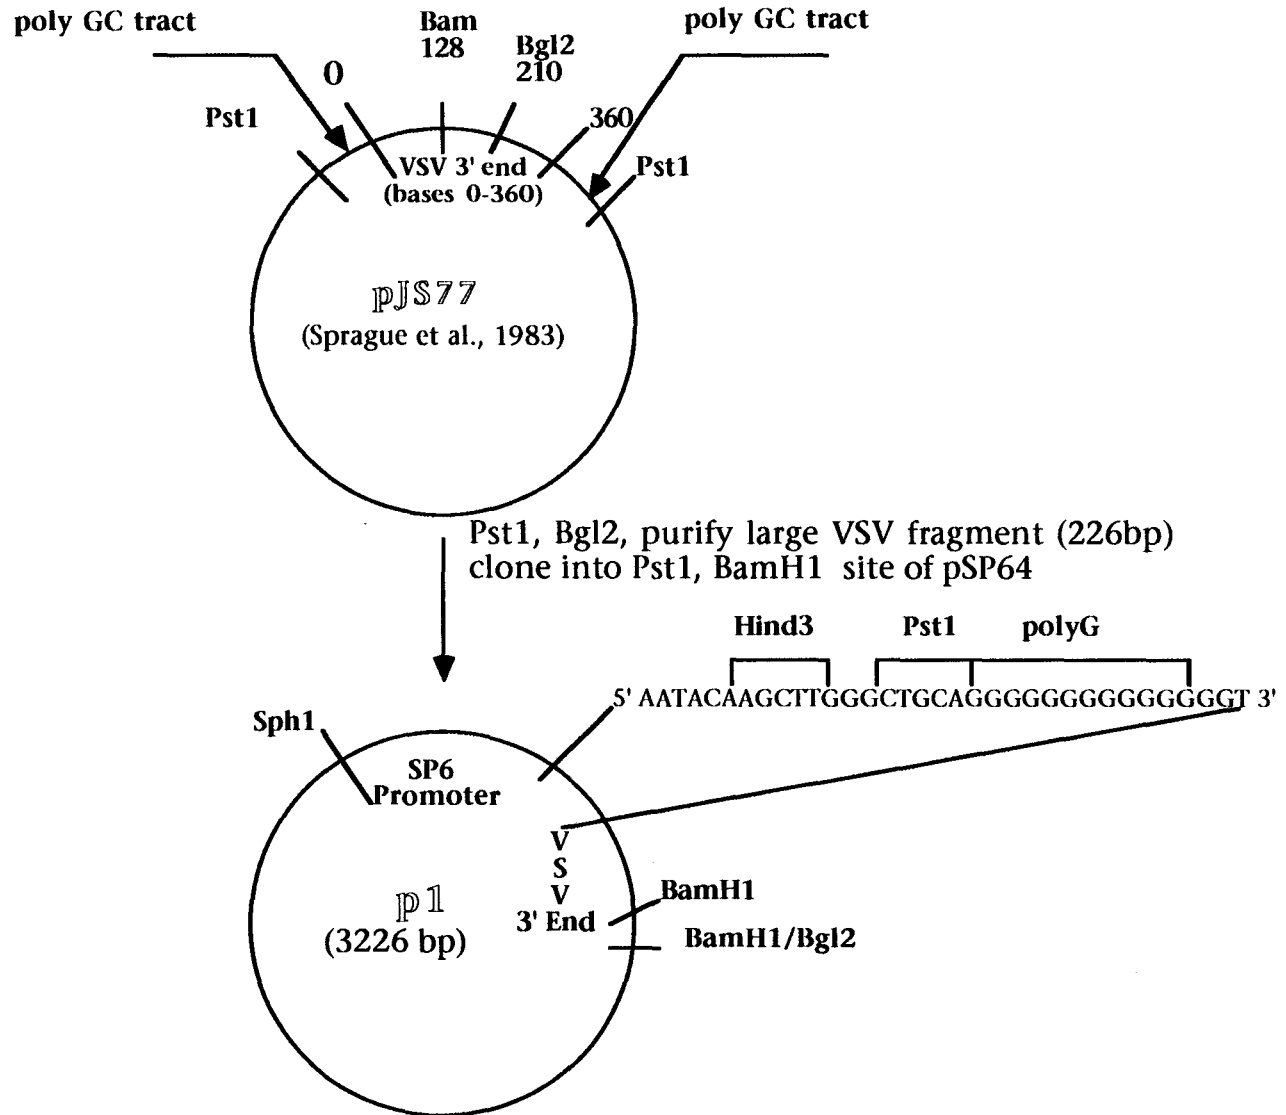 poly GC tract
Bam
128
Bgl2
210
poly GC tract
0
Pst1
360
VSV 3' end
(bases 0-360)
Pst1
pJS77
(Sprague et al., 1983)
Pst1, Bgl2, purify large VSV fragment (226bp)
clone into Pst1, BamH1 site of pSP64
Hind3 Pst1 polyG
5' AATACAAGCTTGGGCTGCAGGGGGGGGGGGGGGGT 3'
Sph1
SP6
Promoter
V
S
V
3' End
BamH1
p1
(3226 bp)
BamH1/Bgl2